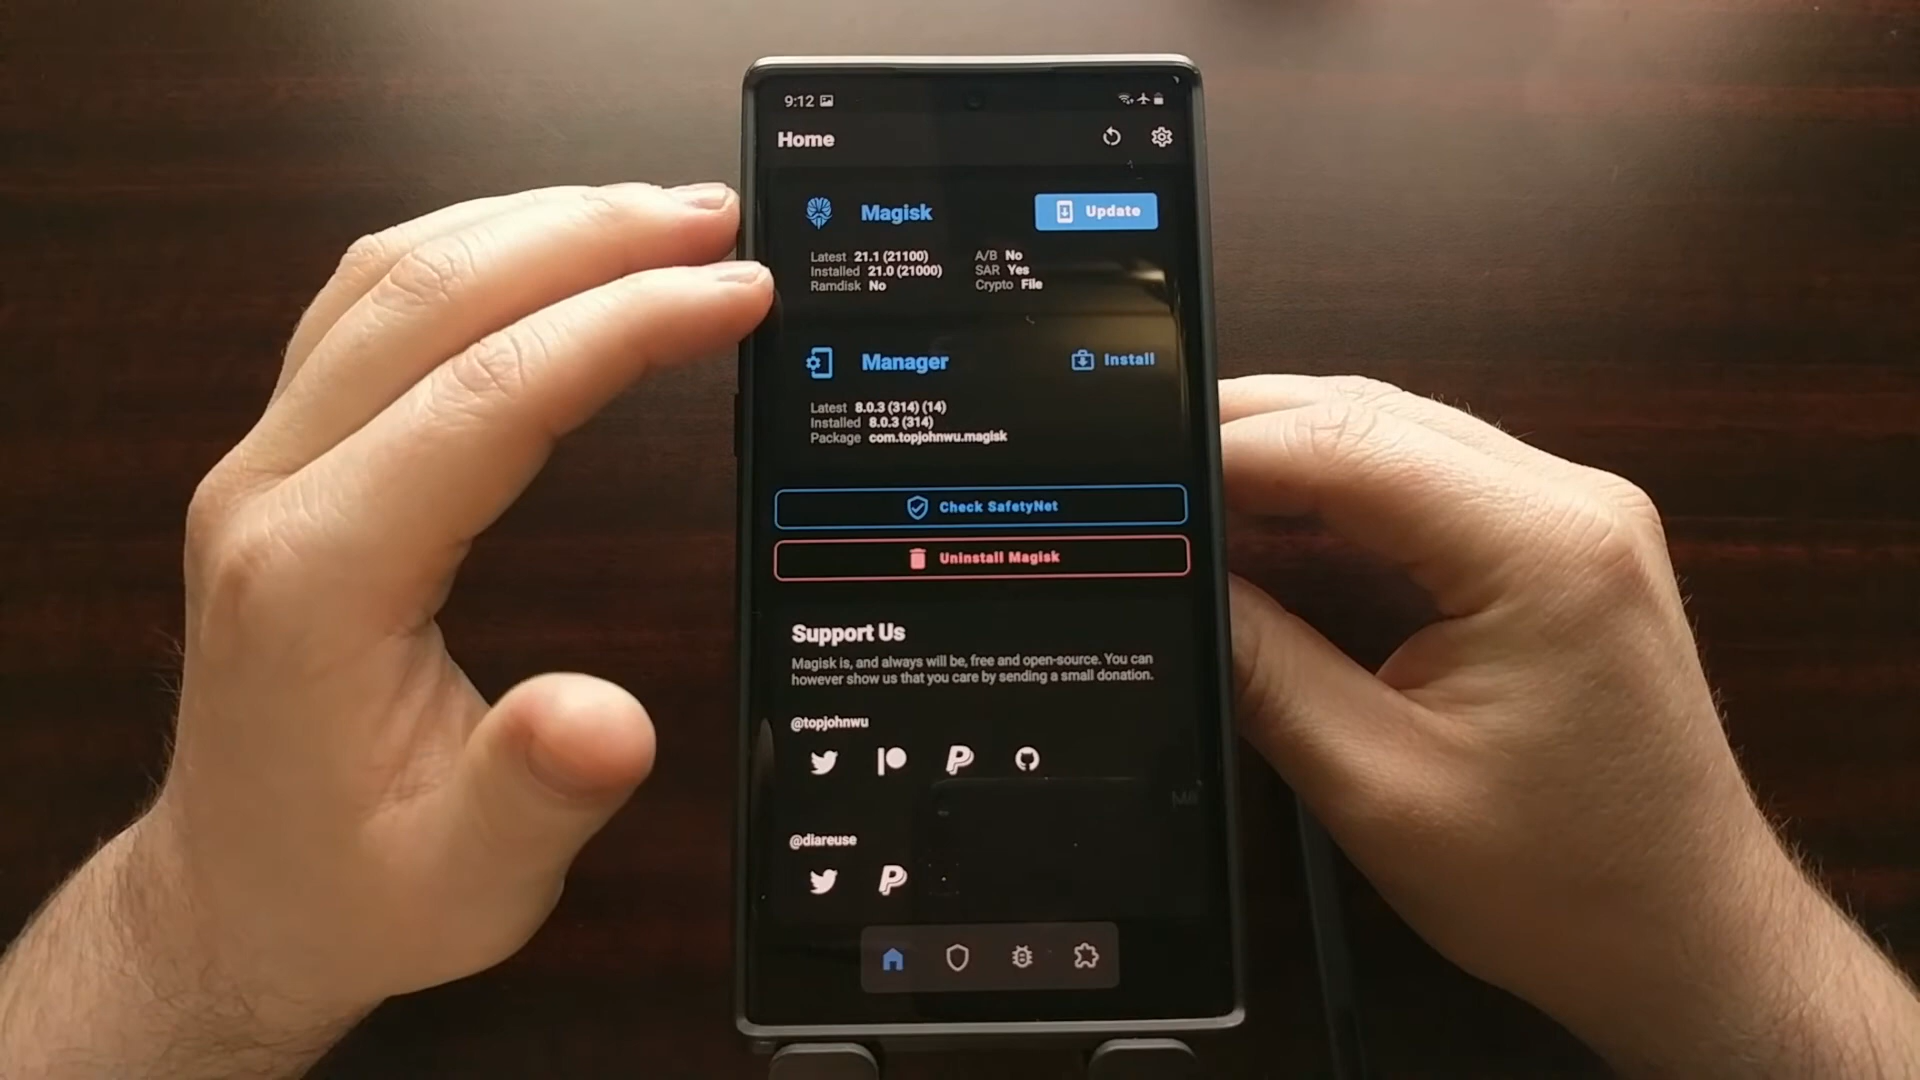 9:12
Home
Magisk
Update
Latest 21.1 (21100)
Installed 21.0 (21000)
Ramdisk No
A/B No
SAR Yes
Crypto File
Manager
Install
Latest 8.0.3 (314) (14)
Installed 8.0.3 (314)
Package com.topjohnwu.magisk
Check SafetyNet
Uninstall Magisk
Support Us
Magisk is, and always will be, free and open-source. You can
however show us that you care by sending a small donation.
@topjohnwu
@diareuse